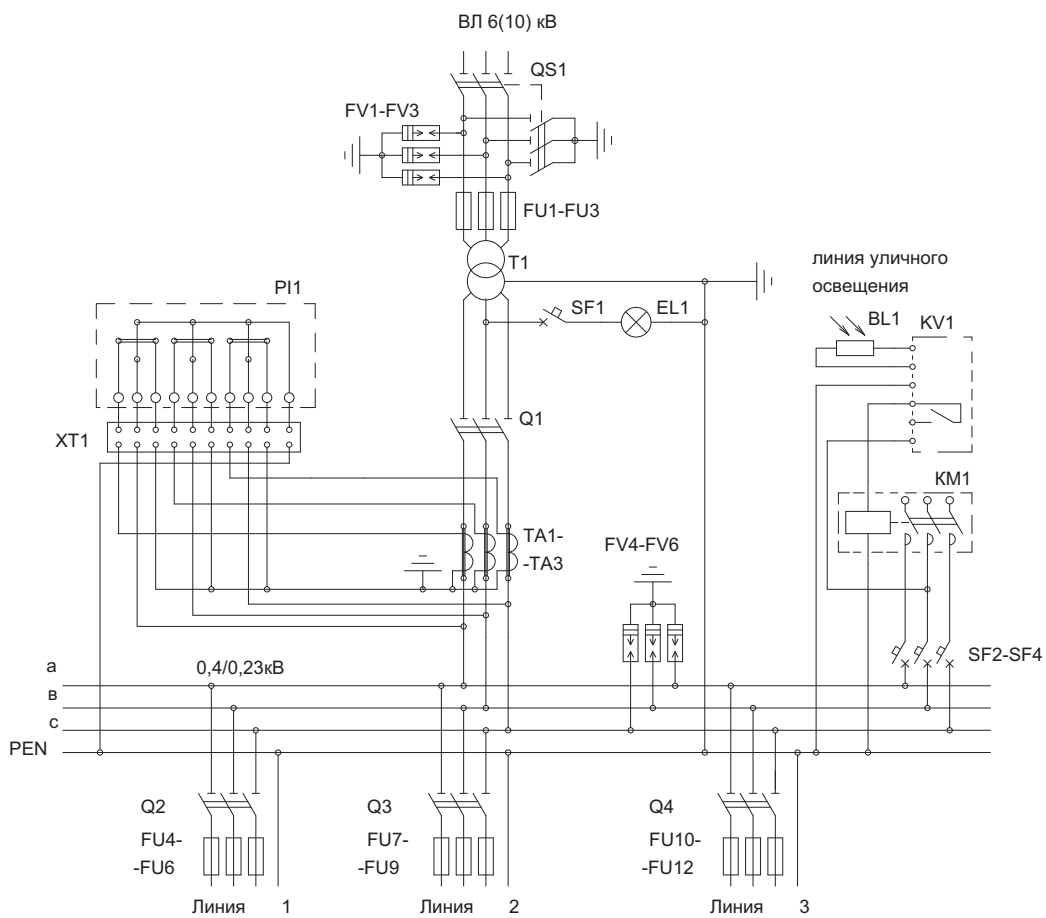 ВЛ 6(10) кВ
QS1
FV1-FV3
FU1-FU3
T1
линия уличного
освещения
PI1
SF1
EL1
BL1
KV1
Q1
XT1
KM1
TA1-
-TA3
FV4-FV6
SF2-SF4
а
0,4/0,23кВ
в
с
PEN
Q2
Q3
Q4
FU4-
-FU6
FU7-
-FU9
FU10-
-FU12
Линия 1
Линия 2
Линия 3